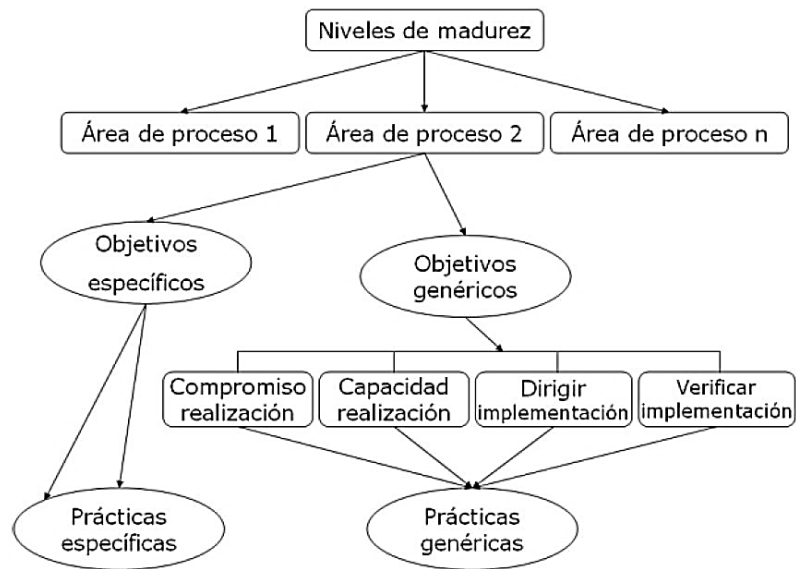 Niveles de madurez
Área de proceso 1
Área de proceso 2
Área de proceso n
Objetivos
específicos
Objetivos
genéricos
Compromiso
realización
Capacidad
realización
Dirigir
implementación
Verificar
implementación
Prácticas
específicas
Prácticas
genéricas